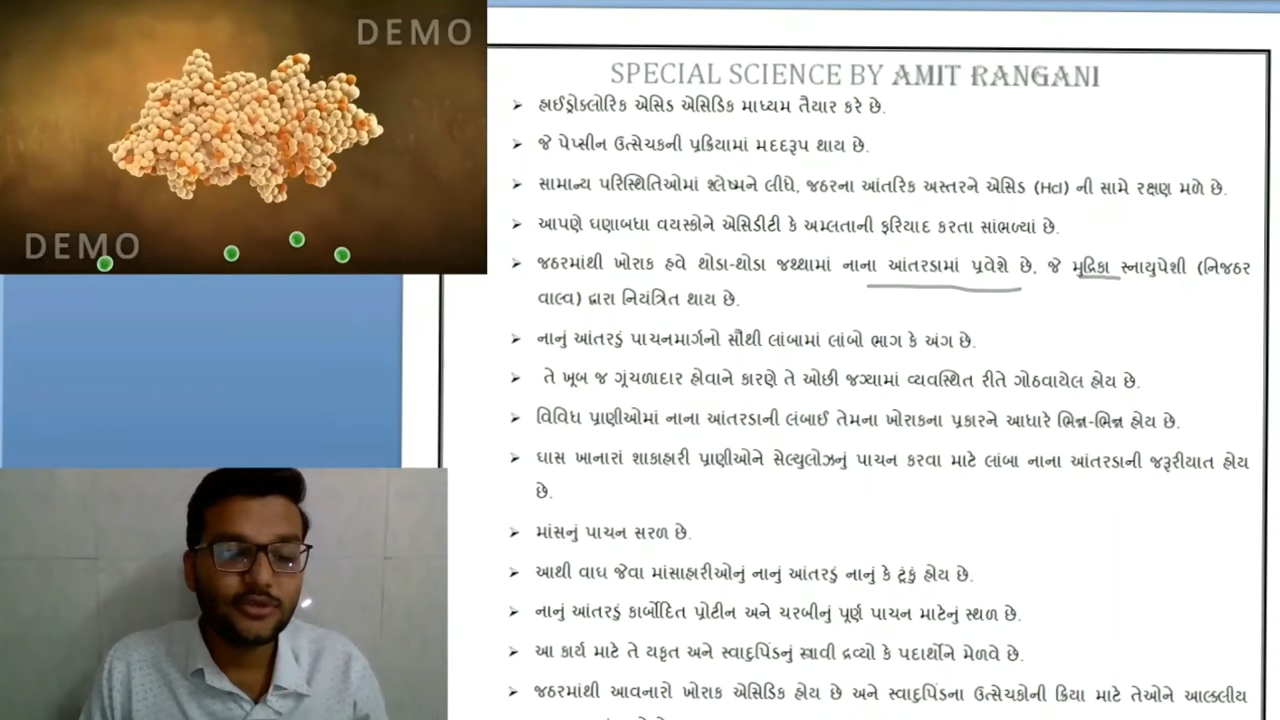 DEMO
DEMO
SPECIAL SCIENCE BY AMIT RANGANI
➢ હાઈડ્રોક્લોરિક એસિડ એસિડિક માધ્યમ તૈયાર કરે છે.
➢ જે પેપ્સીન ઉત્સેચકની પ્રક્રિયામાં મદદરૂપ થાય છે.
➢ સામાન્ય પરિસ્થિતિઓમાં શ્લેષ્મને લીધે, જઠરના આંતરિક અસ્તરને એસિડ (Hcl) ની સામે રક્ષણ મળે છે.
➢ આપણે ઘણાબધા વયસ્કોને એસિડીટી કે અમ્લતાની ફરિયાદ કરતા સાંભળ્યાં છે.
➢ જઠરમાંથી ખોરાક હવે થોડા-થોડા જથ્થામાં નાના આંતરડામાં પ્રવેશે છે, જે મુદ્રિકા સ્નાયુપેશી (નિજઠર
વાલ્વ) દ્વારા નિયંત્રિત થાય છે.
➢ નાનું આંતરડું પાચનમાર્ગનો સૌથી લાંબામાં લાંબો ભાગ કે અંગ છે.
➢ તે ખૂબ જ ગૂંચળાદાર હોવાને કારણે તે ઓછી જગ્યામાં વ્યવસ્થિત રીતે ગોઠવાયેલ હોય છે.
➢ વિવિધ પ્રાણીઓમાં નાના આંતરડાની લંબાઈ તેમના ખોરાકના પ્રકારને આધારે ભિન્ન-ભિન્ન હોય છે.
➢ ઘાસ ખાનારાં શાકાહારી પ્રાણીઓને સેલ્યુલોઝનું પાચન કરવા માટે લાંબા નાના આંતરડાની જરૂરીયાત હોય
છે.
➢ માંસનું પાચન સરળ છે.
➢ આથી વાઘ જેવા માંસાહારીઓનું નાનું આંતરડું નાનું કે ટૂંકું હોય છે.
➢ નાનું આંતરડું કાર્બોદિત પ્રોટીન અને ચરબીનું પૂર્ણ પાચન માટેનું સ્થળ છે.
➢ આ કાર્ય માટે તે યકૃત અને સ્વાદુપિંડનું સ્ત્રાવી દ્રવ્યો કે પદાર્થોને મેળવે છે.
➢ જઠરમાંથી આવનારો ખોરાક એસિડિક હોય છે અને સ્વાદુપિંડના ઉત્સેચકોની ક્રિયા માટે તેઓને આલ્કલીય